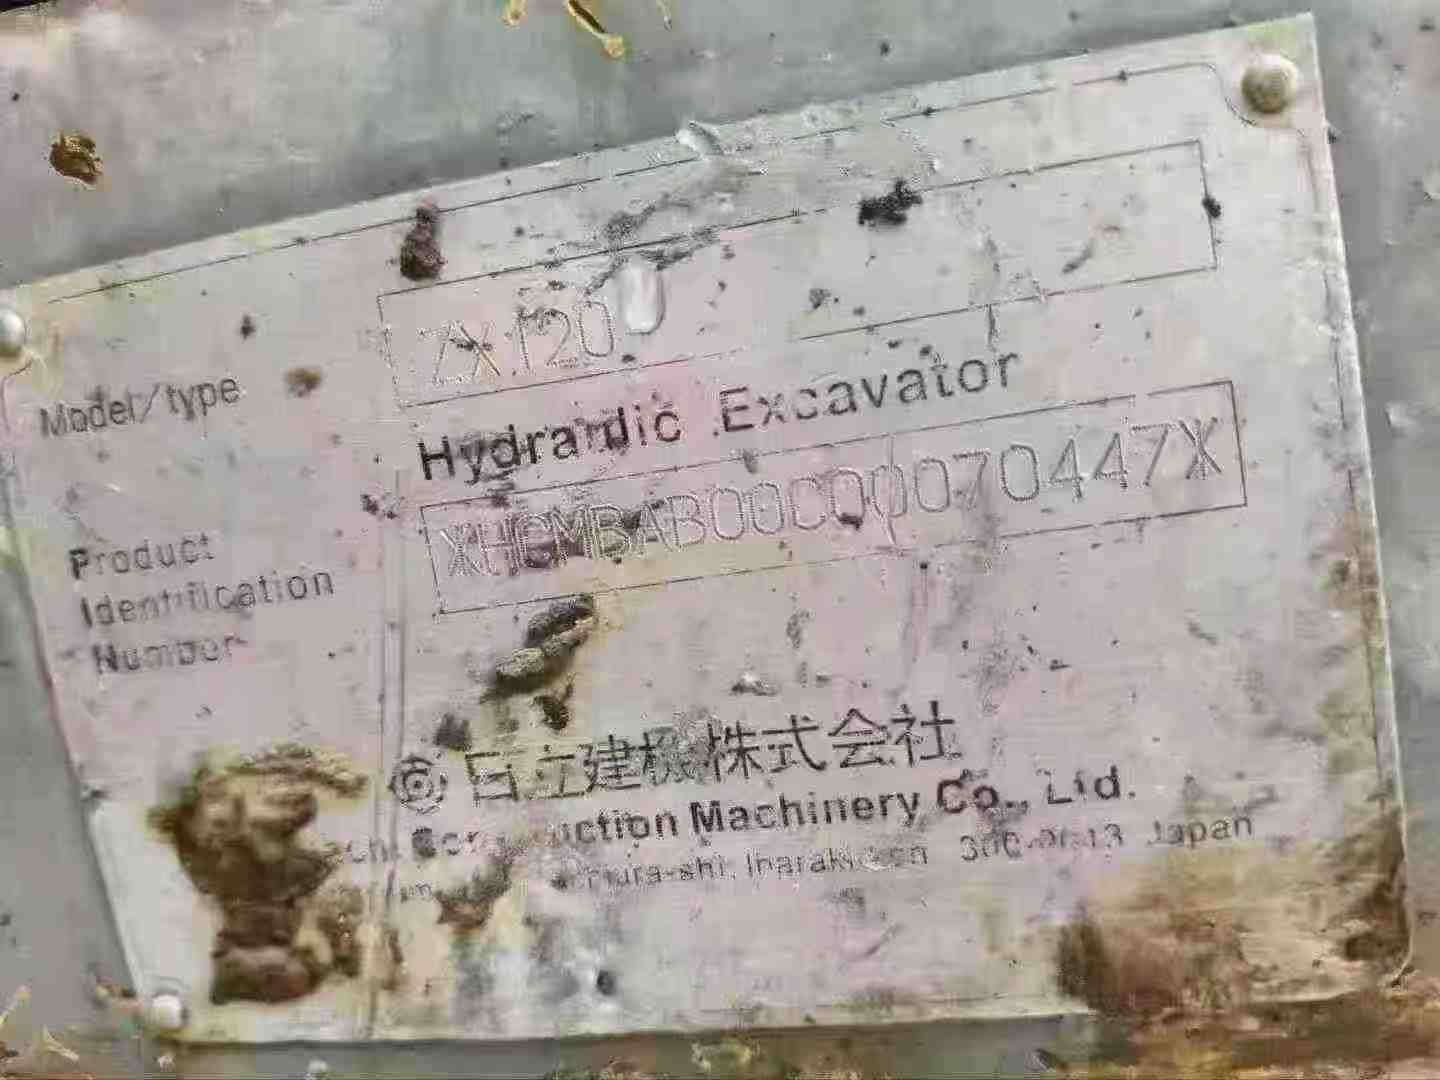 Model/type
ZX120
Hydraulic Excavator
Product
Identification
Number
XHCMBAB00C00070447X
日立建機株式会社
Construction Machinery Co., Ltd.
Japan